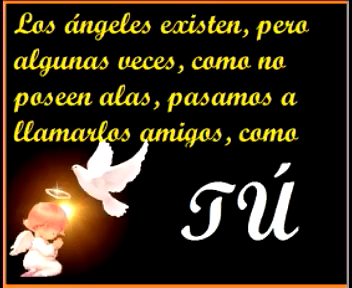 Los ángeles existen, pero
algunas veces, como no
poseen alas, pasamos a
llamarlos amigos, como
TÚ